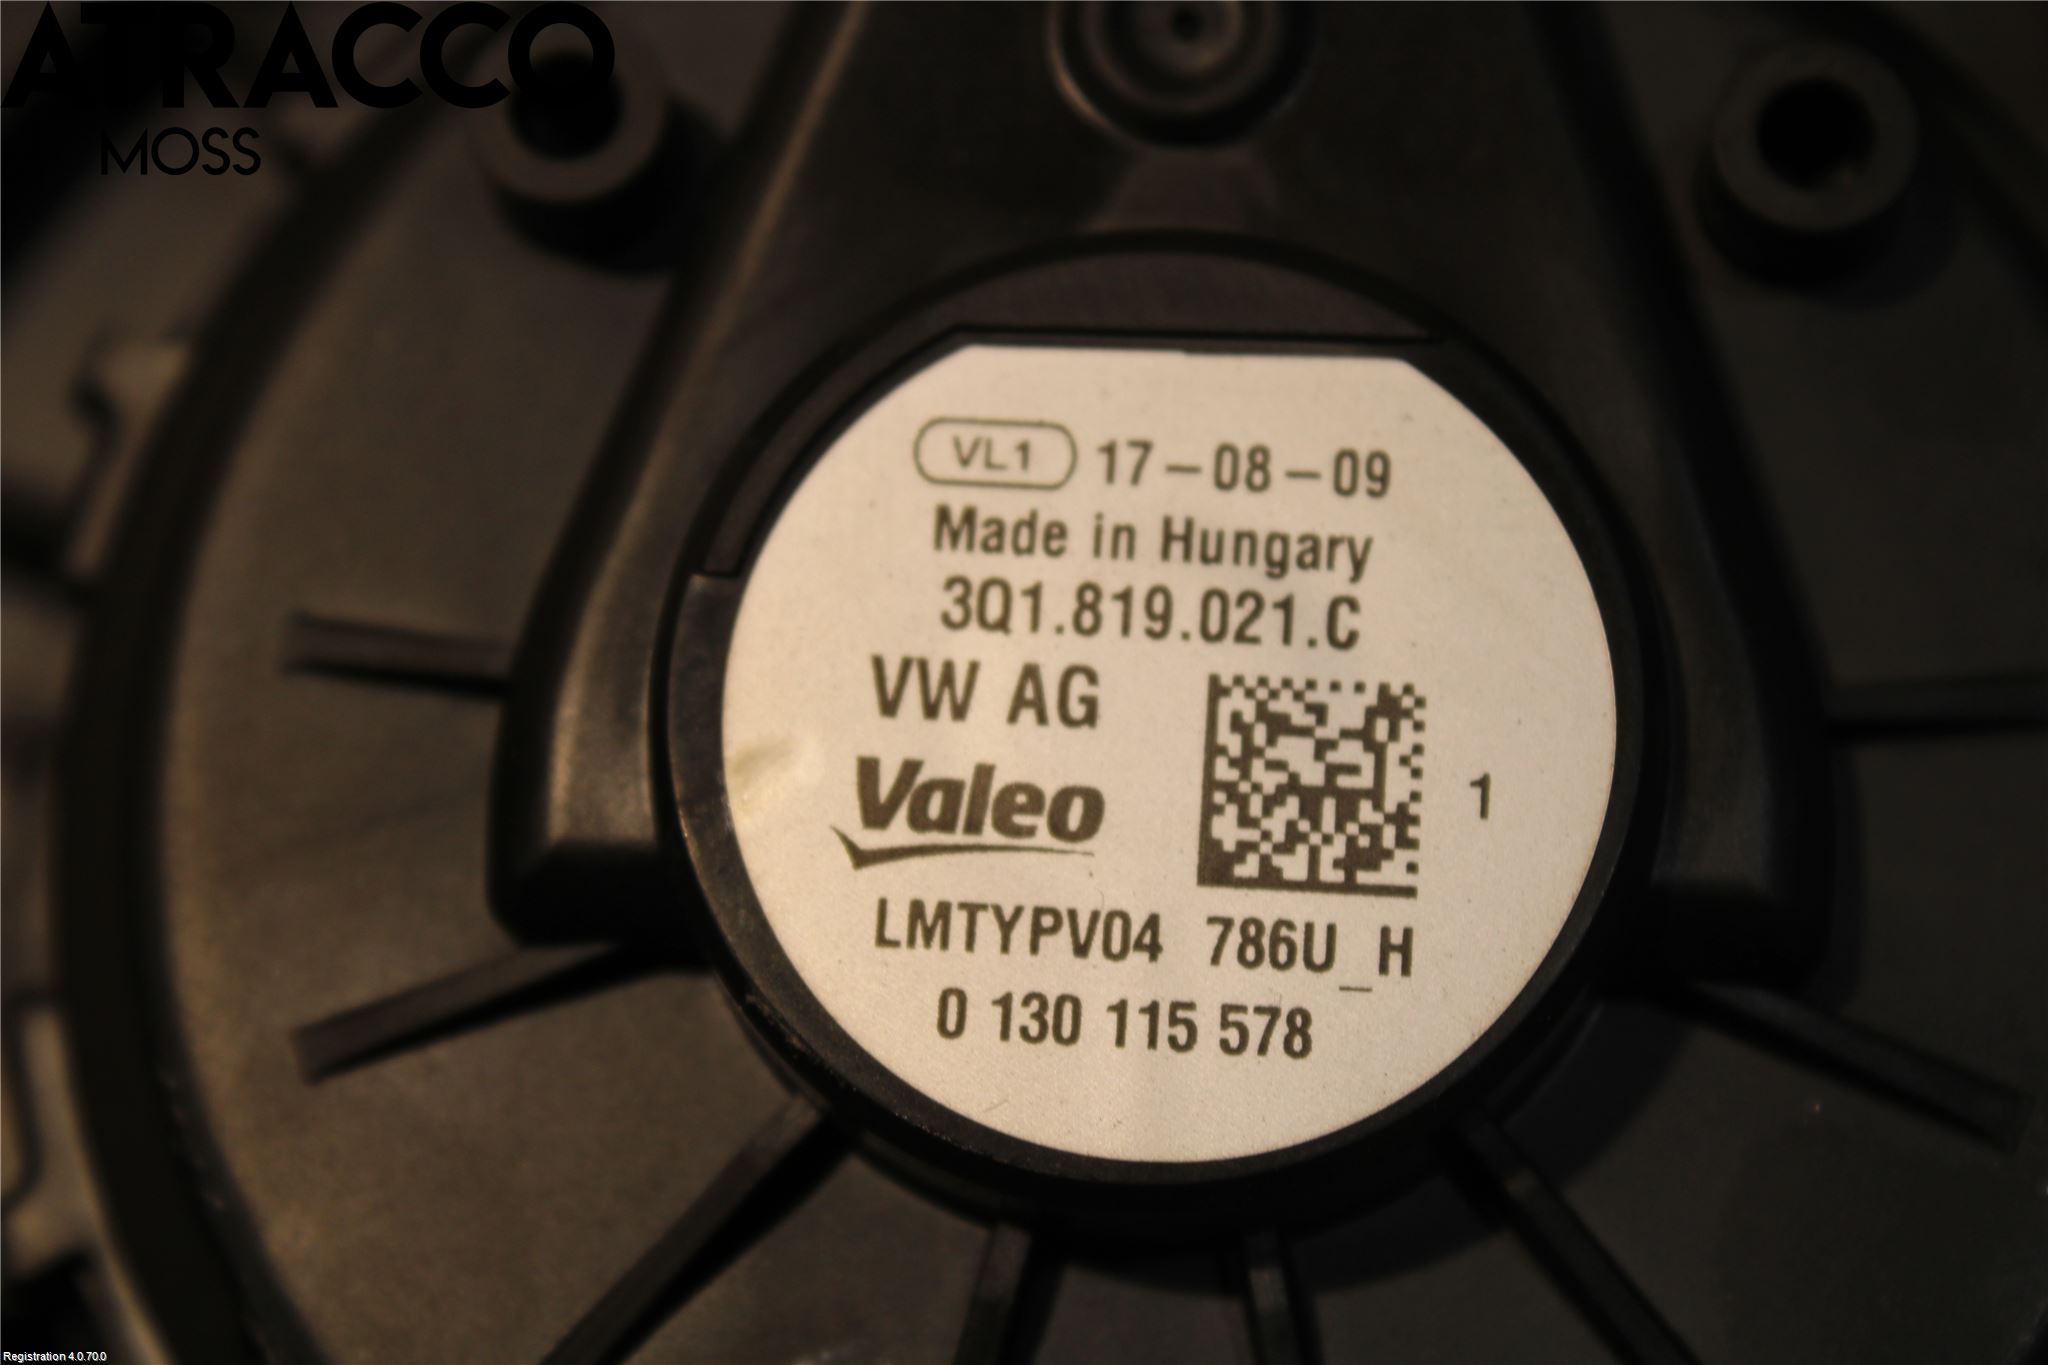 ATRACCO
MOSS
VL1 17-08-09
Made in Hungary
3Q1.819.021.C
VW AG
Valeo
1
LMTYPV04 786U_H
0 130 115 578
Registration 4.0.70.0